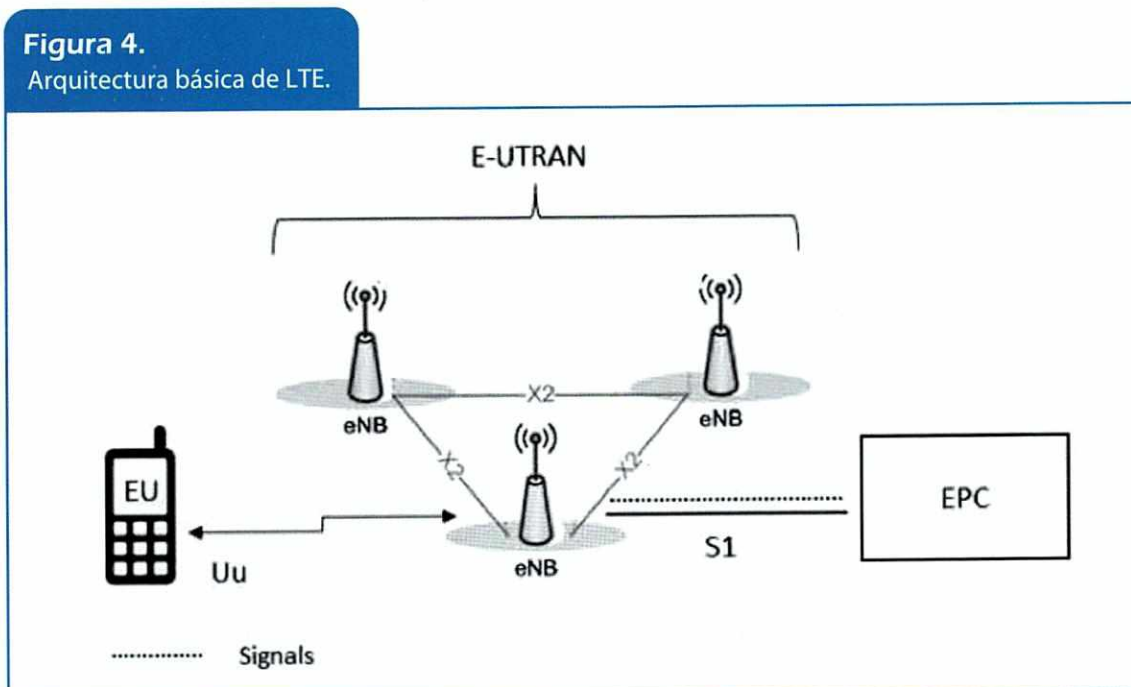 Figura 4.
Arquitectura básica de LTE.
E-UTRAN
X2
eNB
eNB
X2
X2
EU
EPC
S1
Uu
eNB
Signals